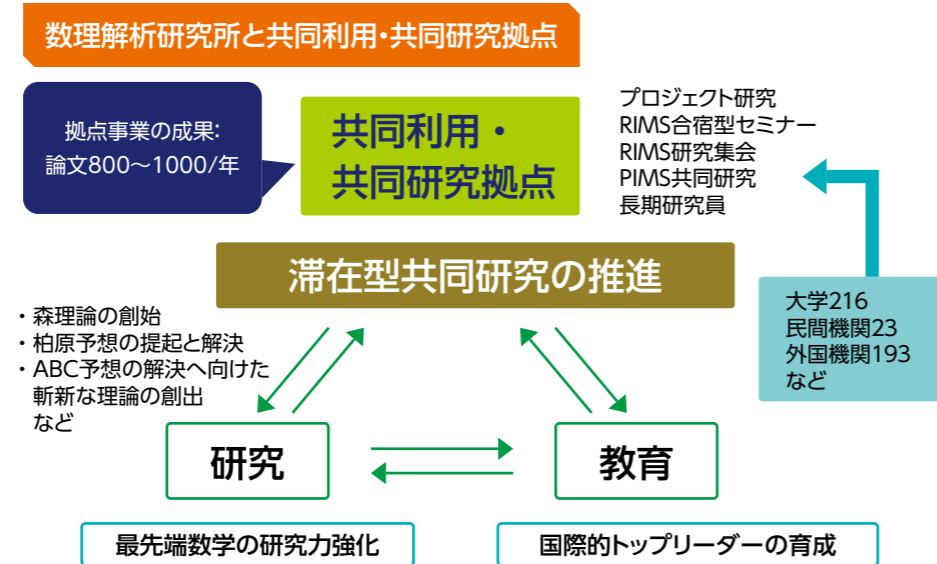 数理解析研究所と共同利用・共同研究拠点
拠点事業の成果:
論文800〜1000/年
共同利用・
共同研究拠点
プロジェクト研究
RIMS合宿型セミナー
RIMS研究集会
PIMS共同研究
長期研究員
滞在型共同研究の推進
大学216
民間機関23
外国機関193
など
・森理論の創始
・柏原予想の提起と解決
・ABC予想の解決へ向けた
斬新な理論の創出
など
研究
教育
最先端数学の研究力強化
国際的トップリーダーの育成